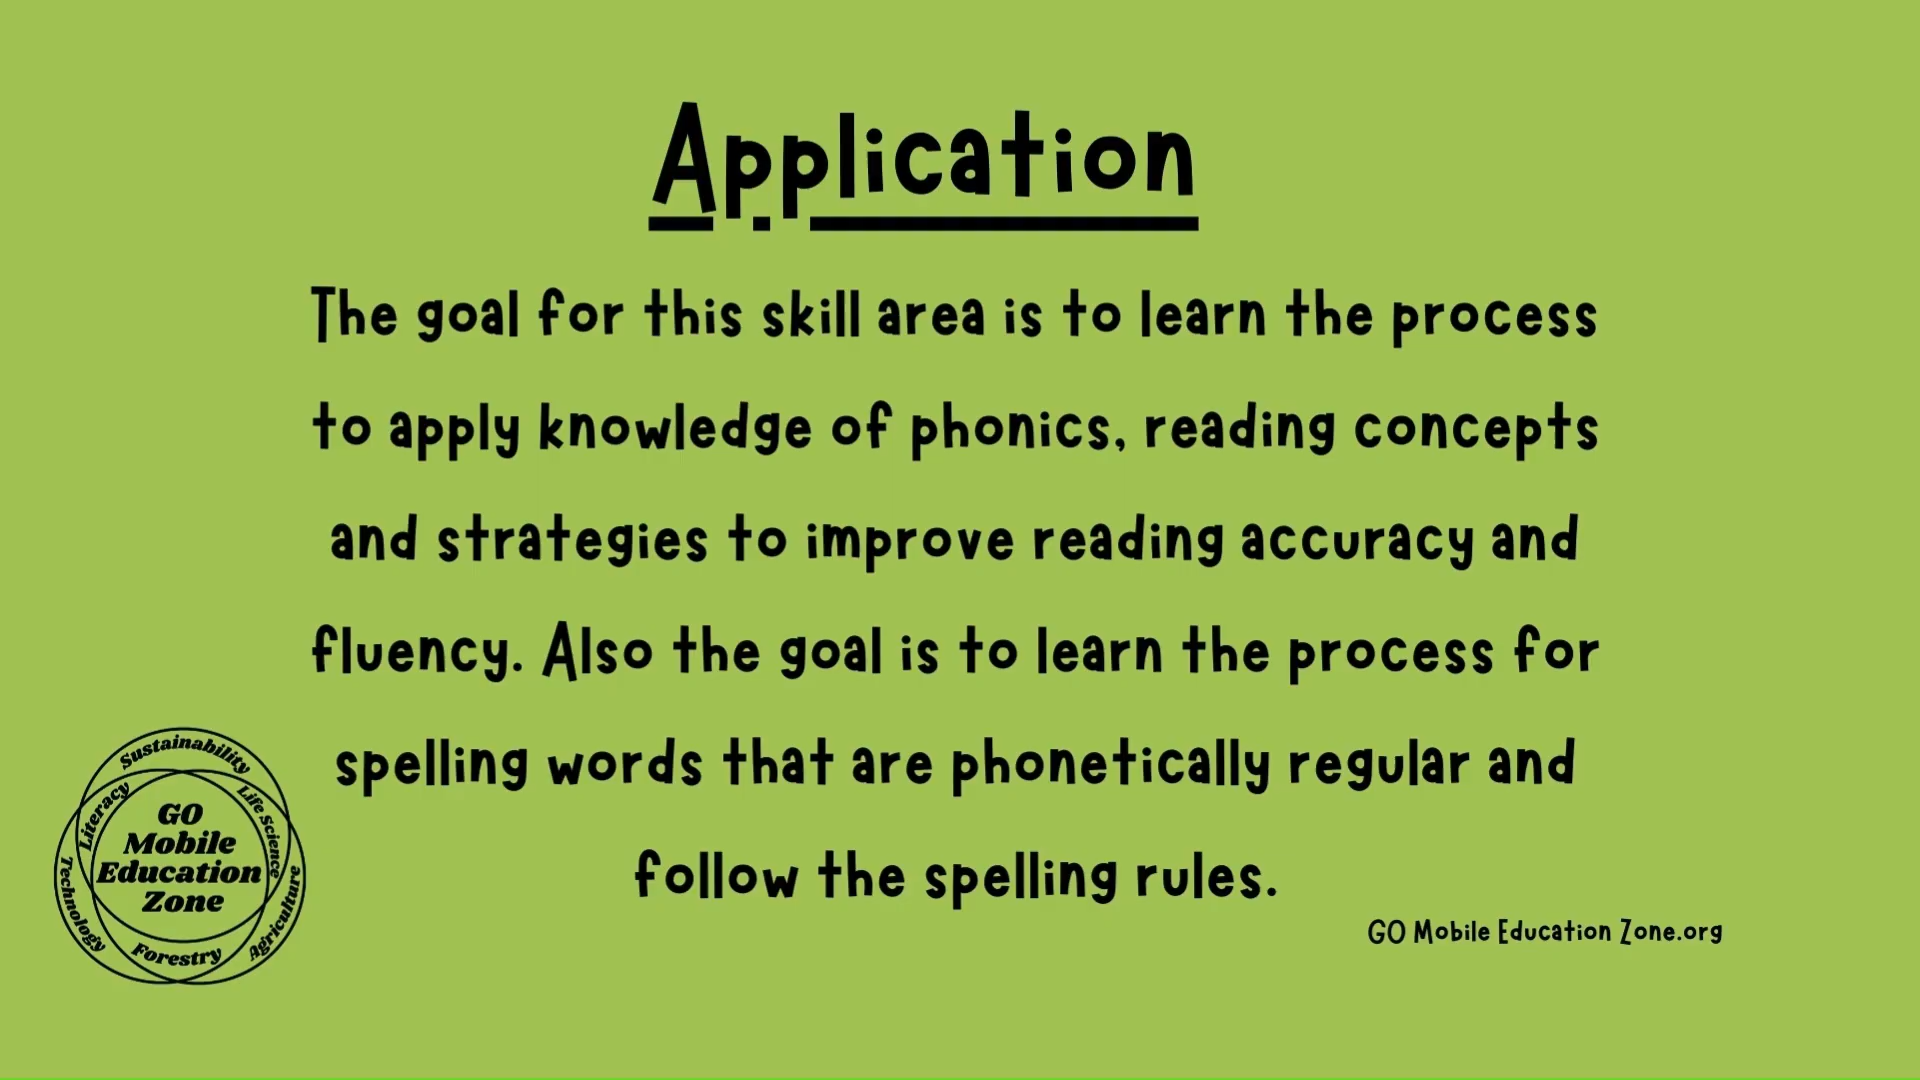 Application
The goal for this skill area is to learn the process
to apply knowledge of phonics, reading concepts
and strategies to improve reading accuracy and
fluency. Also the goal is to learn the process for
spelling words that are phonetically regular and
follow the spelling rules.
GO Mobile Education Zone.org
Sustainability
Literacy
Life Science
GO
Mobile
Education
Zone
Technology
Agriculture
Forestry